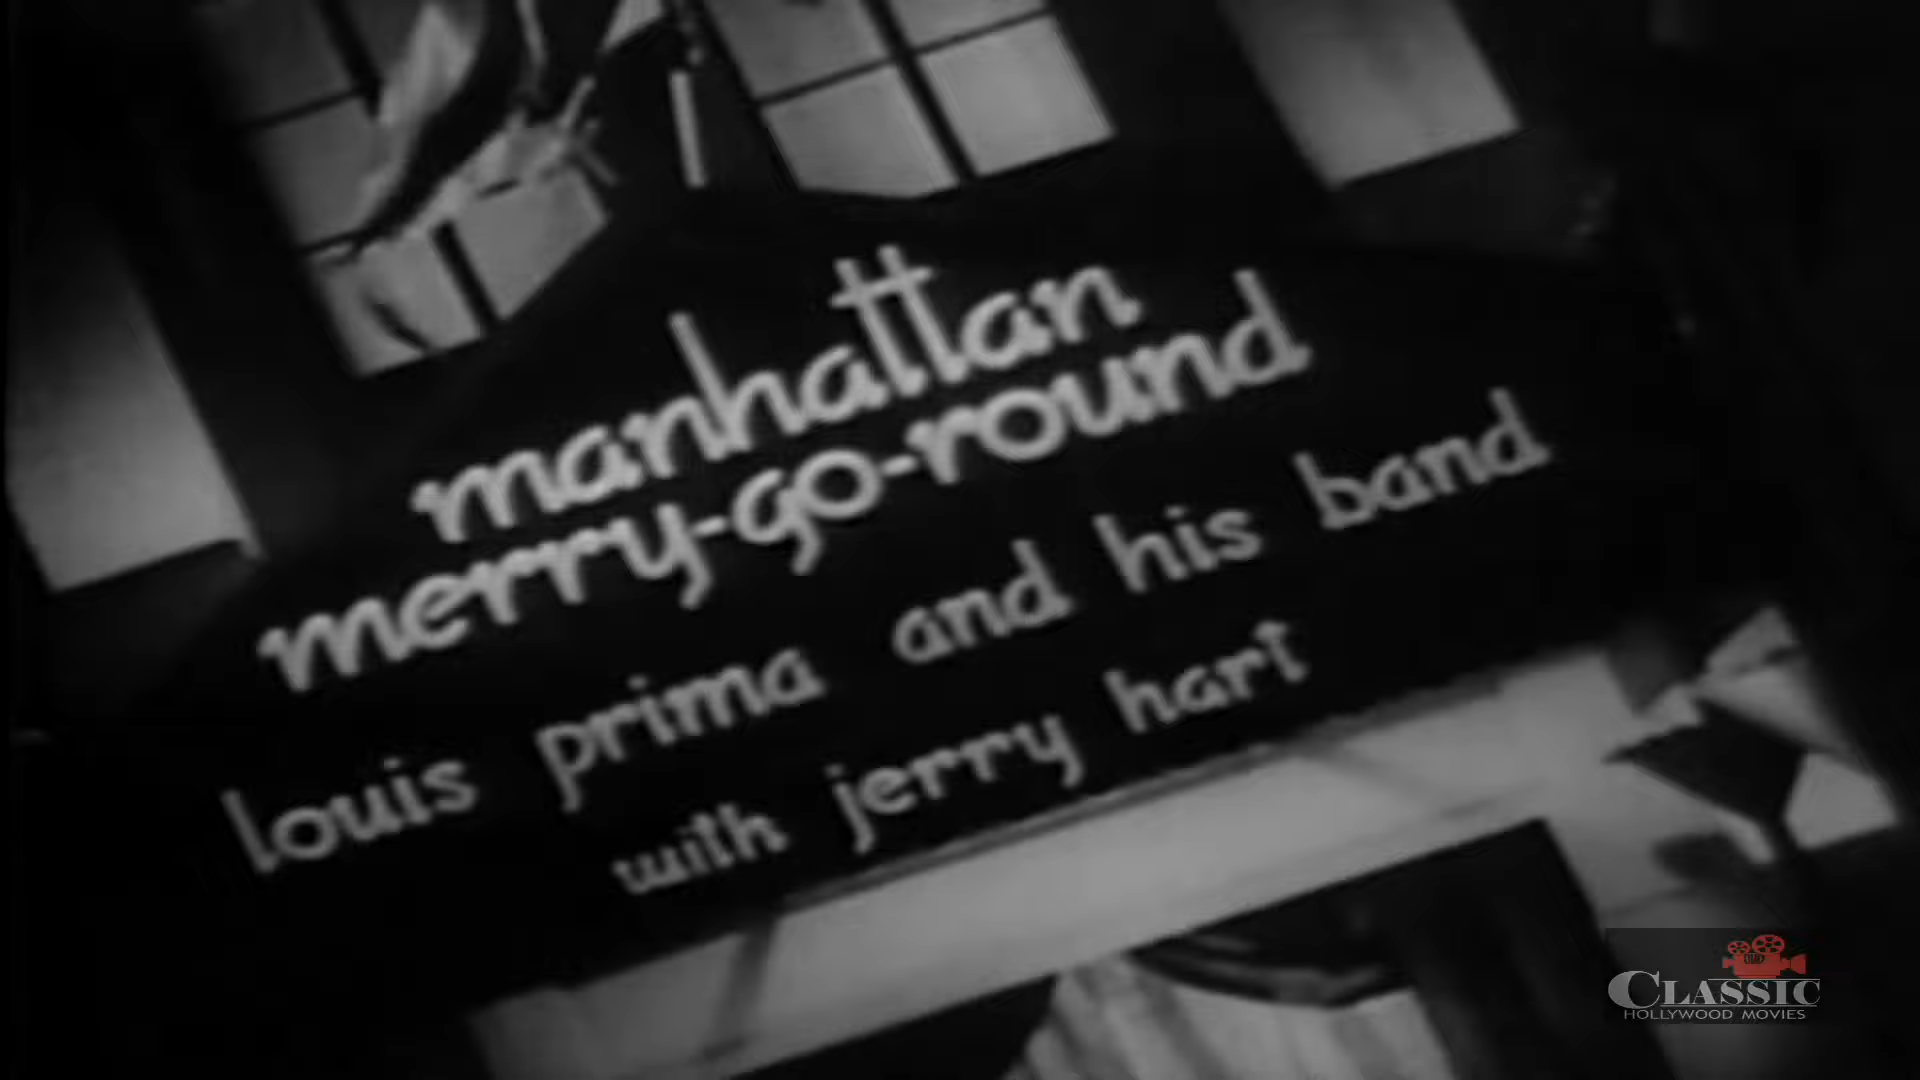 manhattan
merry-go-round
louis prima and his band
with jerry hart
CLASSIC
HOLLYWOOD MOVIES